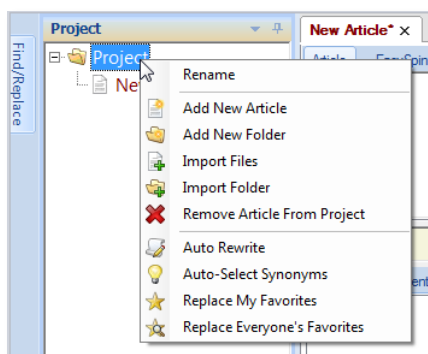 Project
New Article* ×
Find/Replace
Project
Article
Rename
Add New Article
Add New Folder
Import Files
Import Folder
Remove Article From Project
Auto Rewrite
Auto-Select Synonyms
Replace My Favorites
Replace Everyone's Favorites